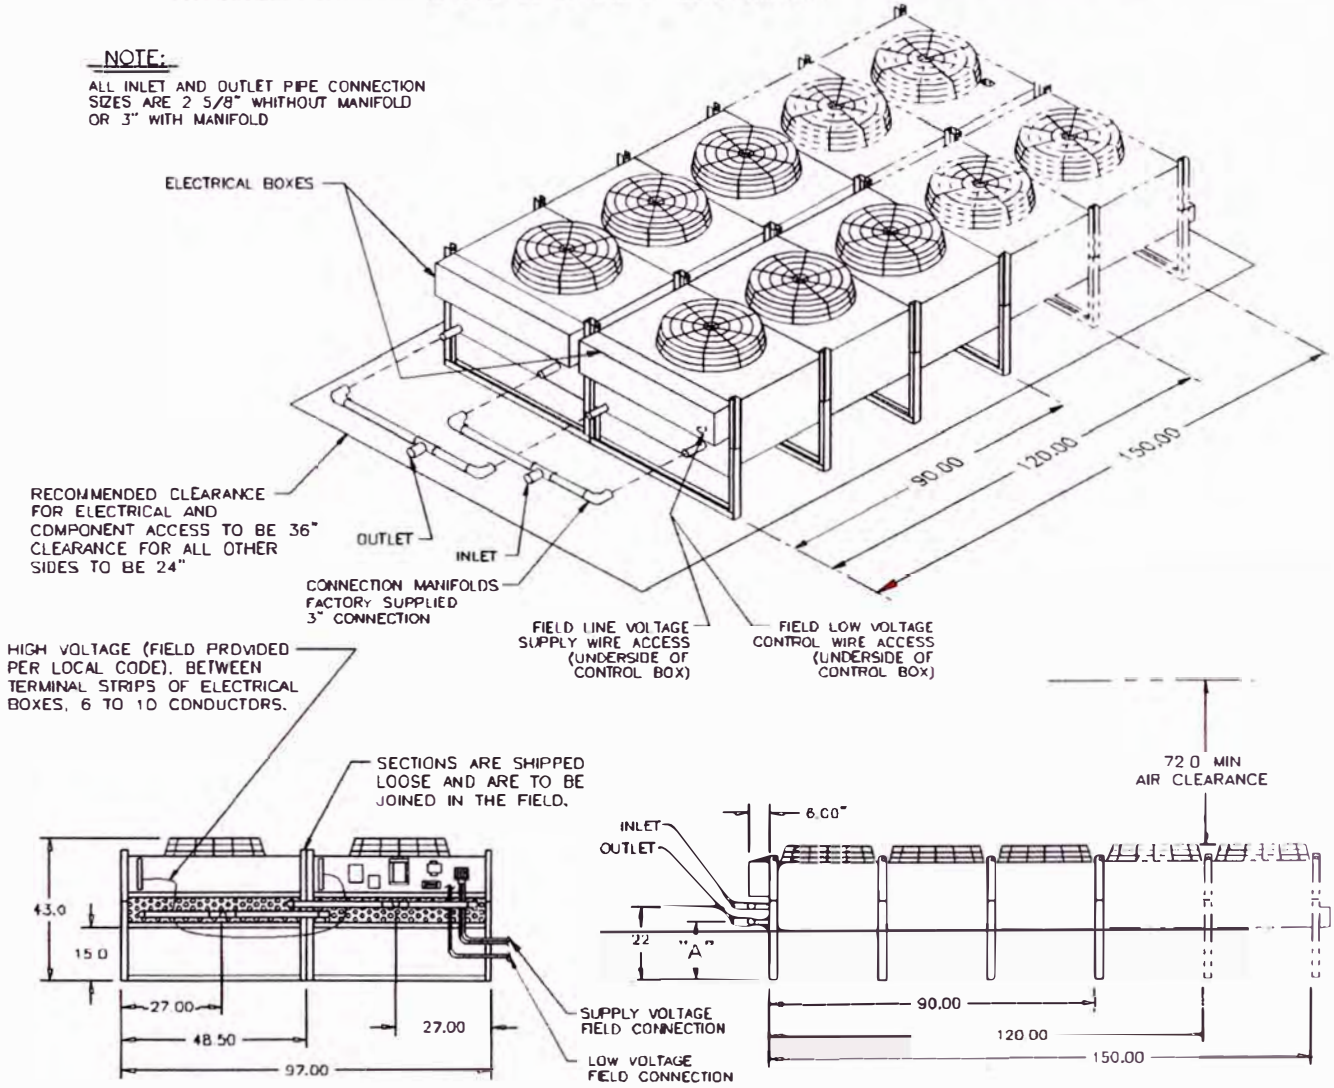 NOTE:
ALL INLET AND OUTLET PIPE CONNECTION
SIZES ARE 2 5/8" WHITHOUT MANIFOLD
OR 3" WITH MANIFOLD
ELECTRICAL BOXES
90.00
120.00
150.00
RECOMMENDED CLEARANCE
FOR ELECTRICAL AND
COMPONENT ACCESS TO BE 36"
CLEARANCE FOR ALL OTHER
SIDES TO BE 24"
OUTLET
INLET
CONNECTION MANIFOLDS
FACTORY SUPPLIED
3" CONNECTION
FIELD LINE VOLTAGE
SUPPLY WIRE ACCESS
(UNDERSIDE OF
CONTROL BOX)
FIELD LOW VOLTAGE
CONTROL WIRE ACCESS
(UNDERSIDE OF
CONTROL BOX)
HIGH VOLTAGE (FIELD PROVIDED
PER LOCAL CODE), BETWEEN
TERMINAL STRIPS OF ELECTRICAL
BOXES, 6 TO 10 CONDUCTORS.
SECTIONS ARE SHIPPED
LOOSE AND ARE TO BE
JOINED IN THE FIELD.
43.0
15.0
27.00
27.00
48.50
97.00
SUPPLY VOLTAGE
FIELD CONNECTION
LOW VOLTAGE
FIELD CONNECTION
72.0 MIN
AIR CLEARANCE
6.00"
INLET
OUTLET
22
"A"
90.00
120.00
150.00